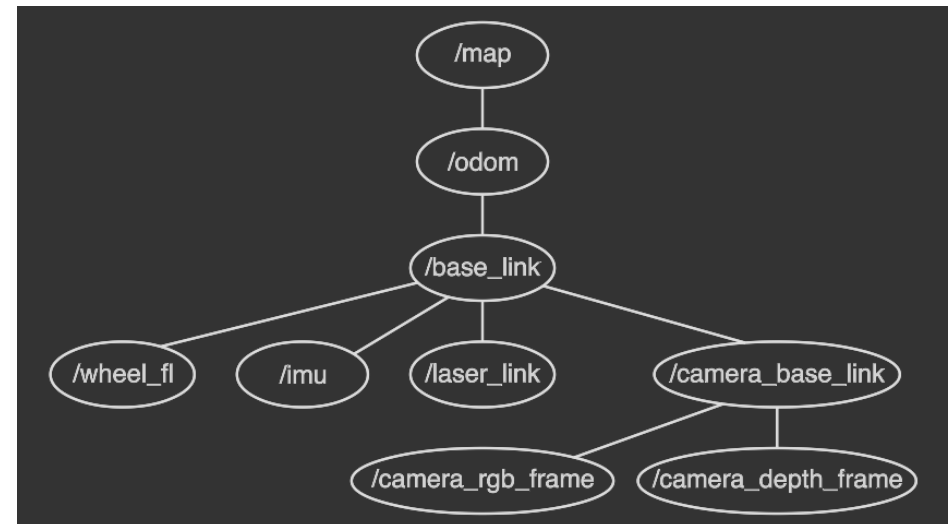 /map
/odom
/base_link
/wheel_fl
/imu
/laser_link
/camera_base_link
/camera_rgb_frame
/camera_depth_frame